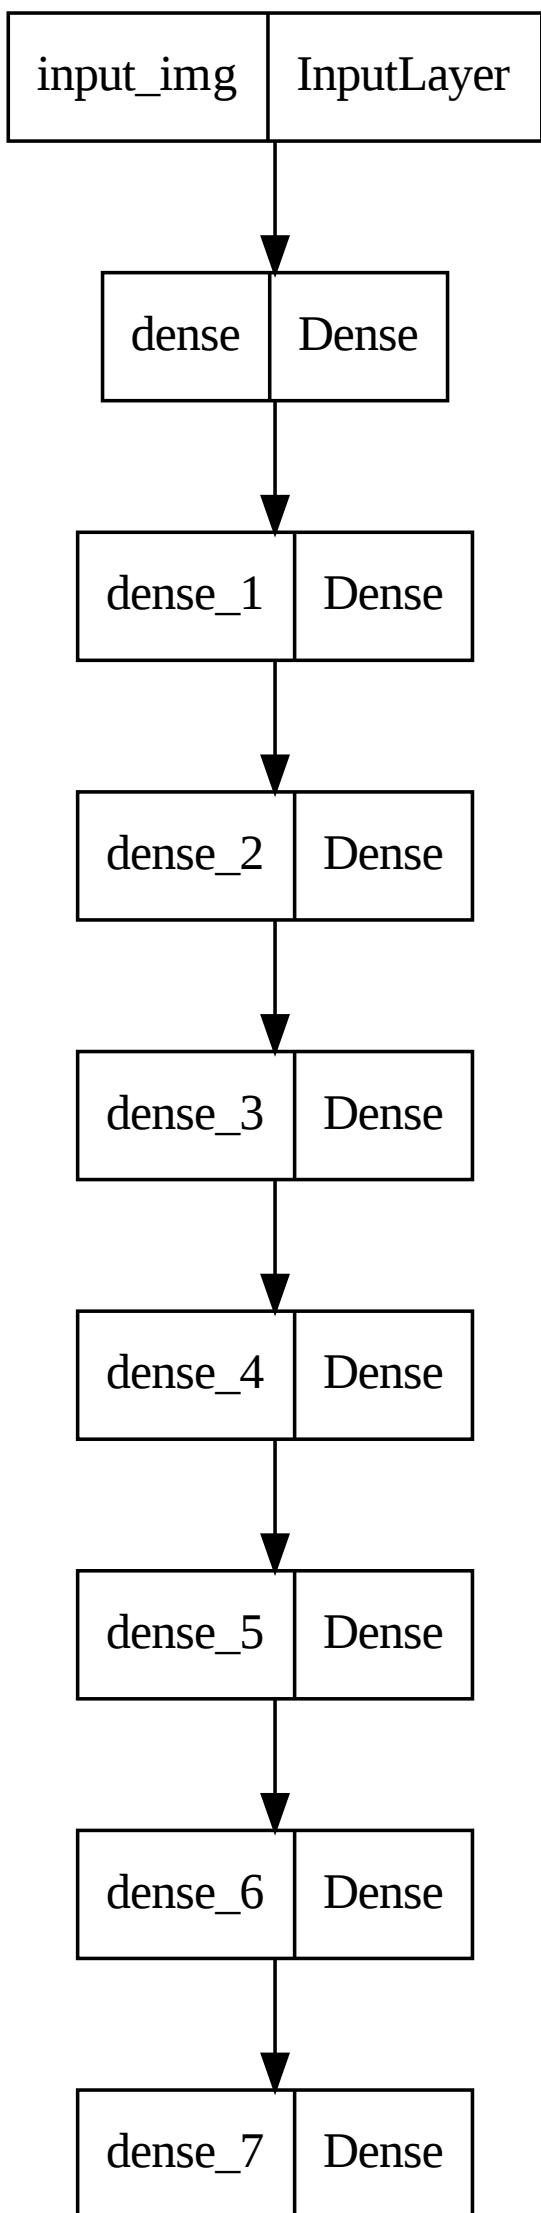 input_img InputLayer
dense Dense
dense_1 Dense
dense_2 Dense
dense_3 Dense
dense_4 Dense
dense_5 Dense
dense_6 Dense
dense_7 Dense